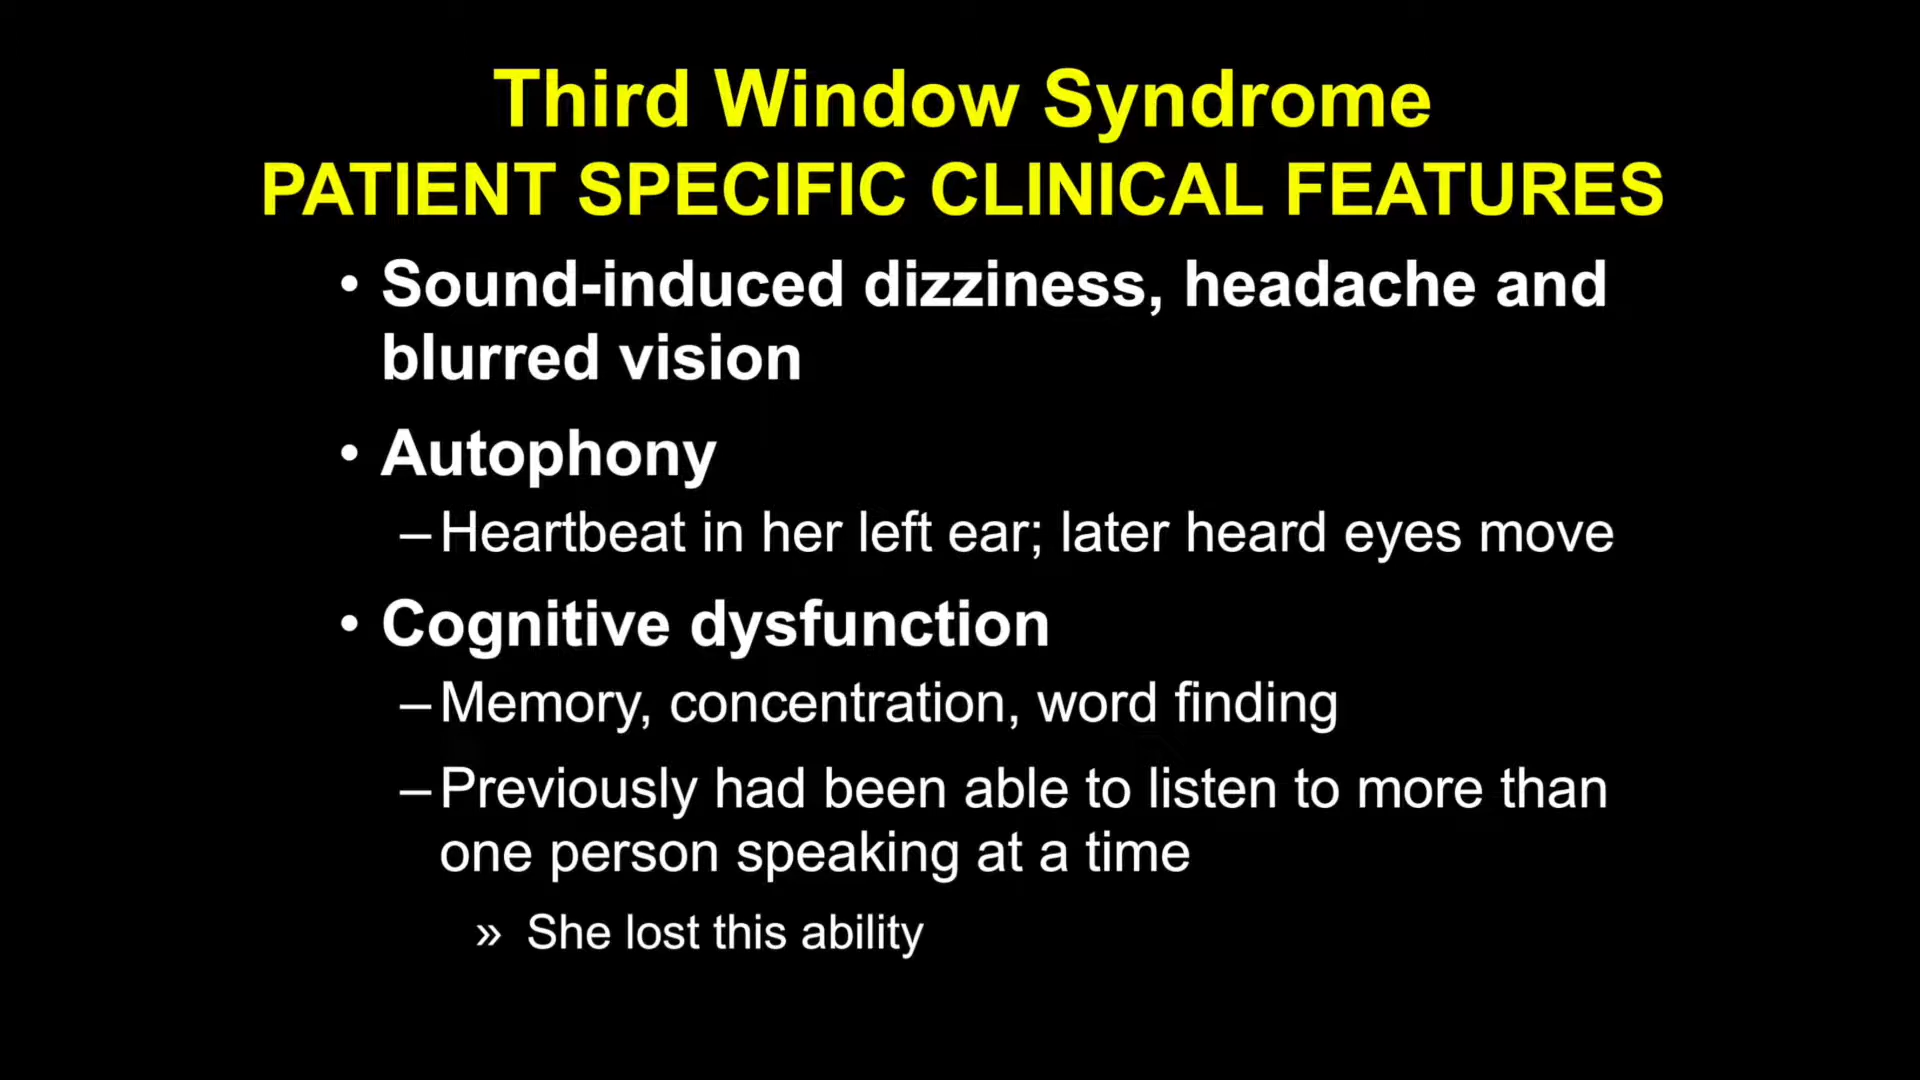 Third Window Syndrome
PATIENT SPECIFIC CLINICAL FEATURES
• Sound-induced dizziness, headache and
blurred vision
• Autophony
–Heartbeat in her left ear; later heard eyes move
• Cognitive dysfunction
–Memory, concentration, word finding
–Previously had been able to listen to more than
one person speaking at a time
» She lost this ability